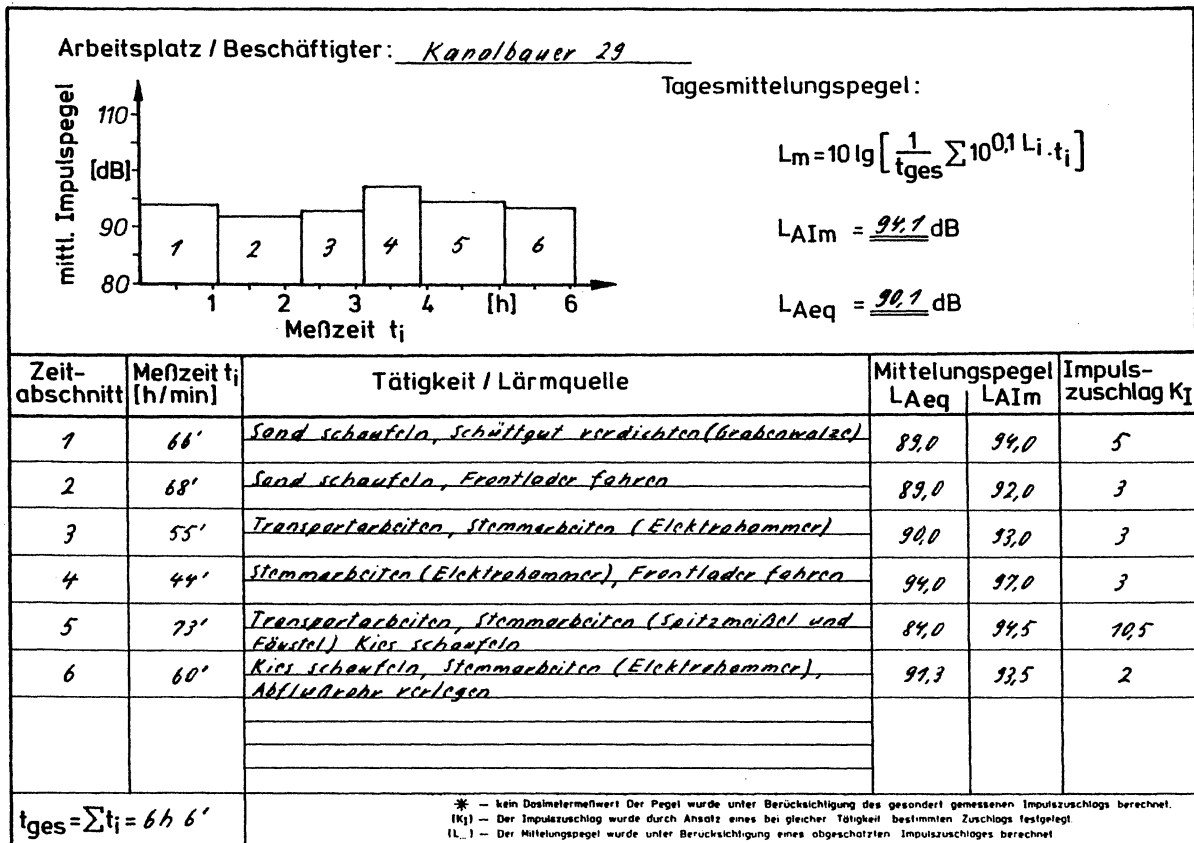 Arbeitsplatz / Beschäftigter: Kanalbauer 29
mittl. Impulspegel
[dB]
110
90
80
1 2 3 4 5 6
1 2 3 4 [h] 6
Meßzeit ti
Tagesmittelungspegel:
Lm = 10 lg [ 1/tges ∑ 10^0,1 Li · ti ]
LAIm = 94,1 dB
LAeq = 90,1 dB
Zeit-abschnitt | Meßzeit ti [h/min] | Tätigkeit / Lärmquelle | Mittelungspegel LAeq | LAIm | Impuls-zuschlag KI
1 66' Sand schaufeln, Schüttgut verdichten (Grabenwalze) 89,0 94,0 5
2 68' Sand schaufeln, Frontlader fahren 89,0 92,0 3
3 55' Transportarbeiten, Stemmarbeiten (Elektrohammer) 90,0 93,0 3
4 44' Stemmarbeiten (Elektrohammer), Frontlader fahren 94,0 97,0 3
5 73' Transportarbeiten, Stemmarbeiten (Spitzmeißel und
Fäustel) Kies schaufeln 84,0 94,5 10,5
6 60' Kies schaufeln, Stemmarbeiten (Elektrohammer),
Abflußrohr verlegen 91,3 93,5 2
tges = ∑ti = 6h 6'
* – kein Dosimetermeßwert Der Pegel wurde unter Berücksichtigung des gesondert gemessenen Impulszuschlags berechnet.
(KI) – Der Impulszuschlag wurde durch Ansatz eines bei gleicher Tätigkeit bestimmten Zuschlags festgelegt.
(L_) – Der Mittelungspegel wurde unter Berücksichtigung eines abgeschätzten Impulszuschlages berechnet